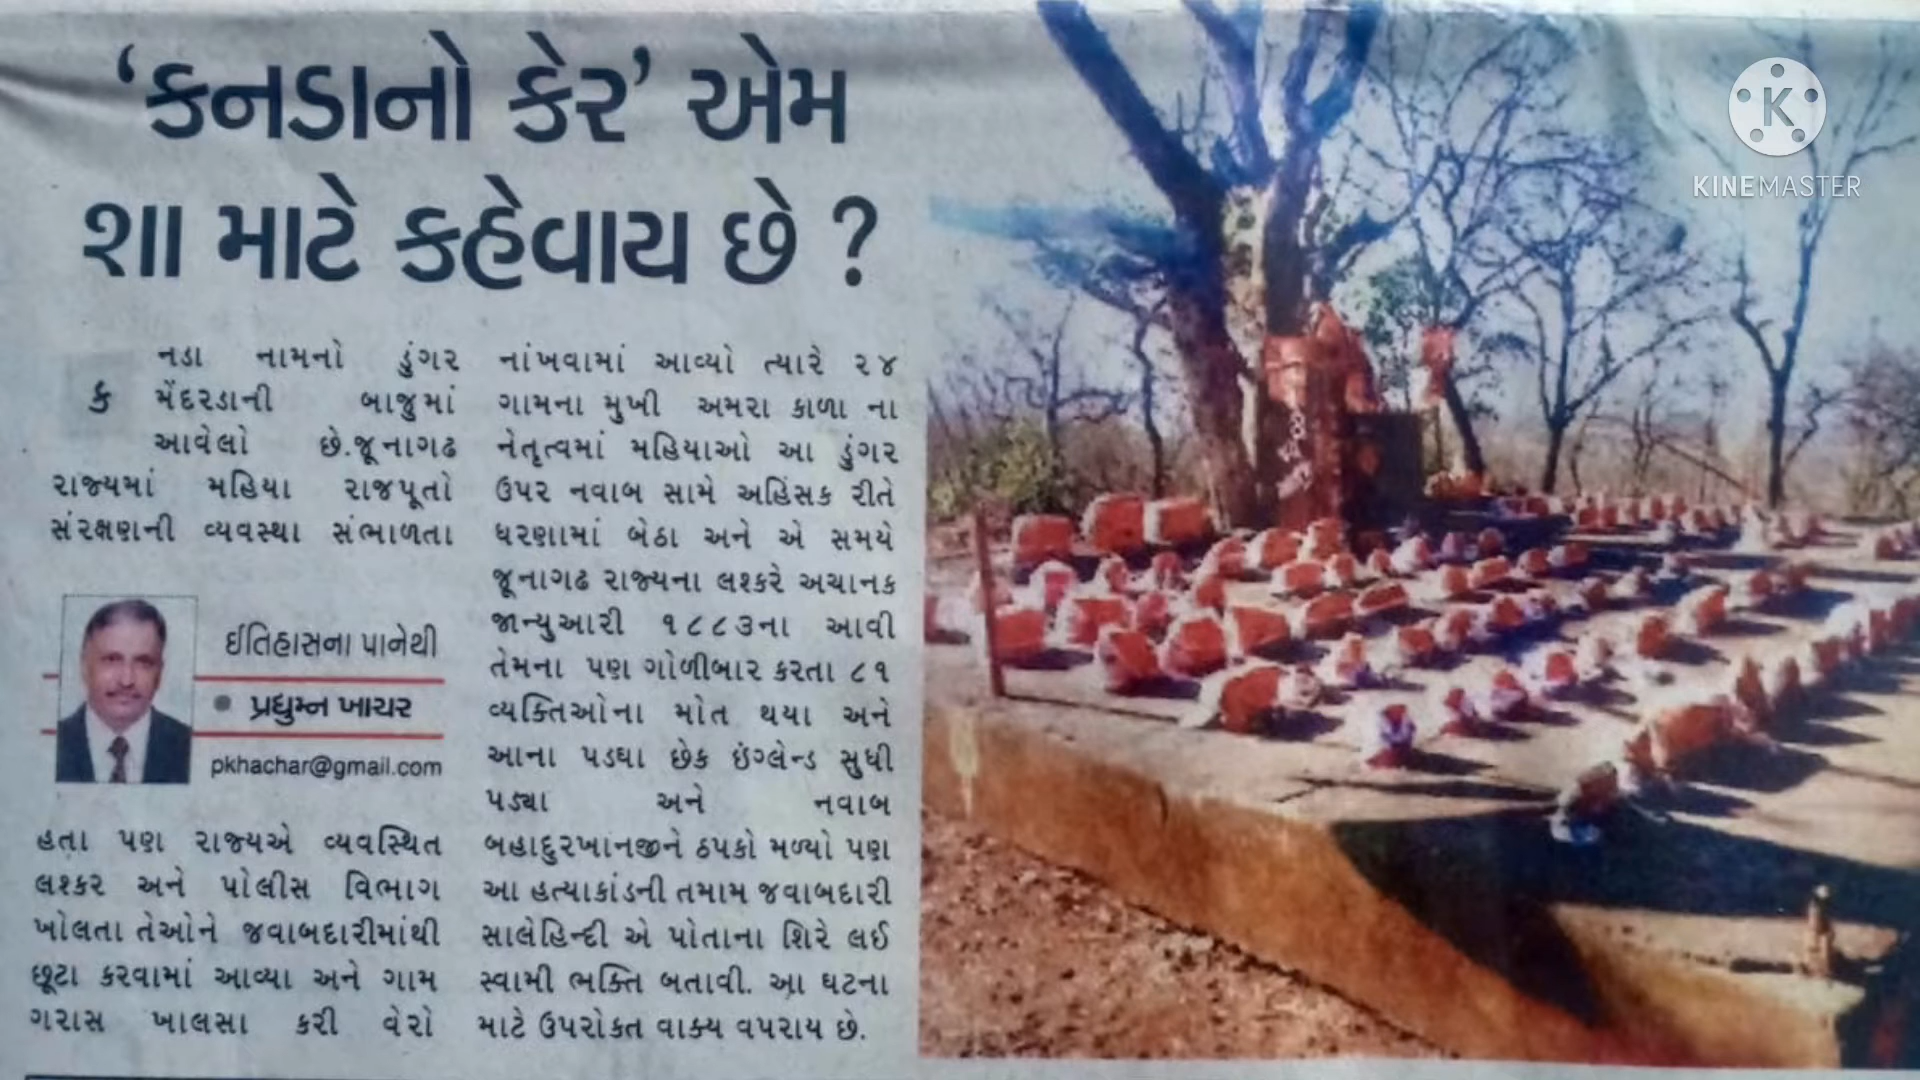 ‘કનડાનો કેર’ એમ
શા માટે કહેવાય છે ?
ક
નડા નામનો ડુંગર
મેંદરડાની બાજુમાં
આવેલો છે.જૂનાગઢ
રાજ્યમાં મહિયા રાજપૂતો
સંરક્ષણની વ્યવસ્થા સંભાળતા
ઈતિહાસના પાનેથી
● પ્રદ્યુમ્ન ખાચર
pkhachar@gmail.com
હતા પણ રાજ્યએ વ્યવસ્થિત
લશ્કર અને પોલીસ વિભાગ
ખોલતા તેઓને જવાબદારીમાંથી
છૂટા કરવામાં આવ્યા અને ગામ
ગરાસ ખાલસા કરી વેરો
નાંખવામાં આવ્યો ત્યારે ૨૪
ગામના મુખી અમરા કાળા ના
નેતૃત્વમાં મહિયાઓ આ ડુંગર
ઉપર નવાબ સામે અહિંસક રીતે
ધરણામાં બેઠા અને એ સમયે
જૂનાગઢ રાજ્યના લશ્કરે અચાનક
જાન્યુઆરી ૧૮૮૩ના આવી
તેમના પણ ગોળીબાર કરતા ૮૧
વ્યક્તિઓના મોત થયા અને
આના પડઘા છેક ઇંગ્લેન્ડ સુધી
પડ્યા અને નવાબ
બહાદુરખાનજીને ઠપકો મળ્યો પણ
આ હત્યાકાંડની તમામ જવાબદારી
સાલેહિન્દી એ પોતાના શિરે લઈ
સ્વામી ભક્તિ બતાવી. આ ઘટના
માટે ઉપરોક્ત વાક્ય વપરાય છે.
K
KINEMASTER